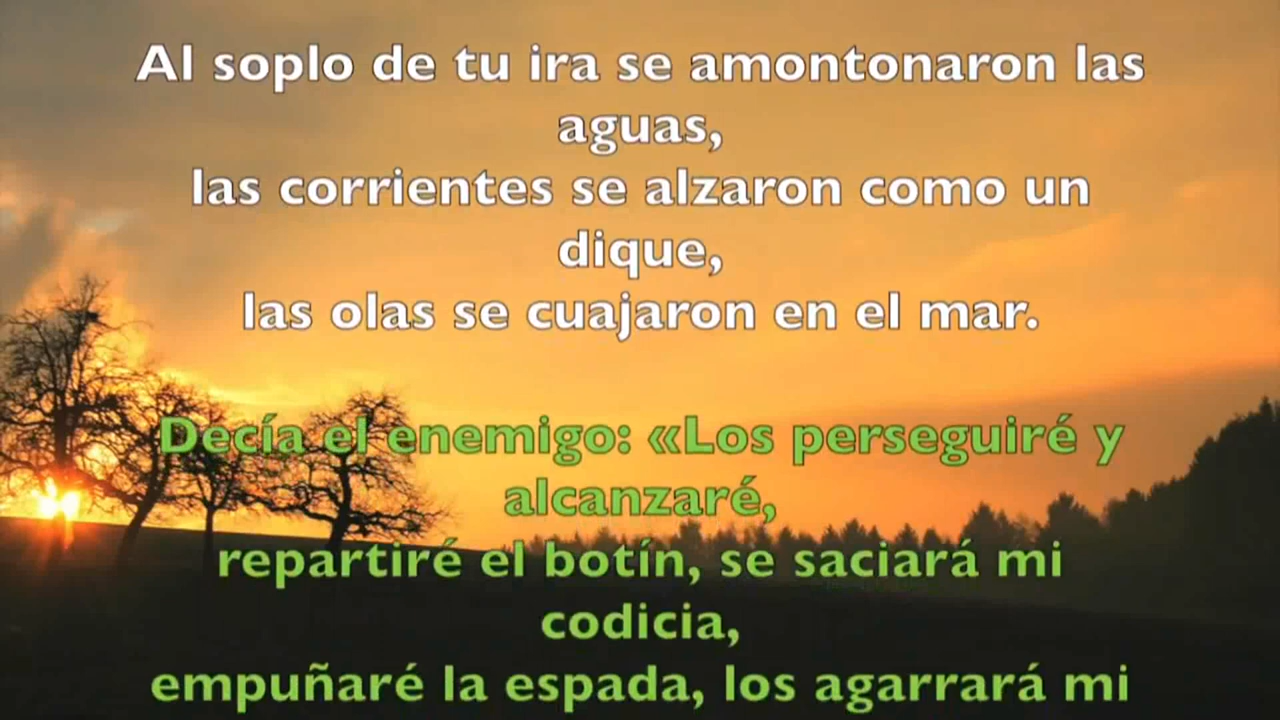 Al soplo de tu ira se amontonaron las
aguas,
las corrientes se alzaron como un
dique,
las olas se cuajaron en el mar.
Decía el enemigo: «Los perseguiré y
alcanzaré,
repartiré el botín, se saciará mi
codicia,
empuñaré la espada, los agarrará mi